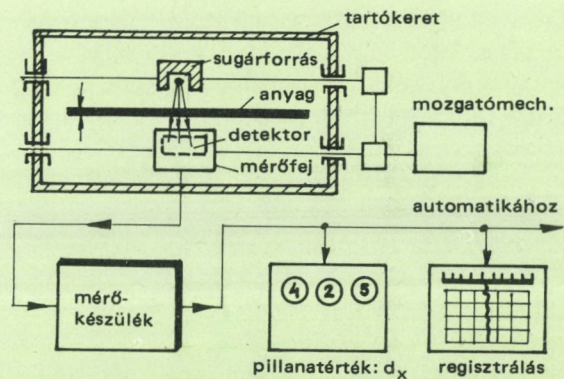 tartókeret
sugárforrás
anyag
mozgatómech.
detektor
mérőfej
automatikához
mérő-
készülék
4 2 5
pillanatérték: dx
regisztrálás